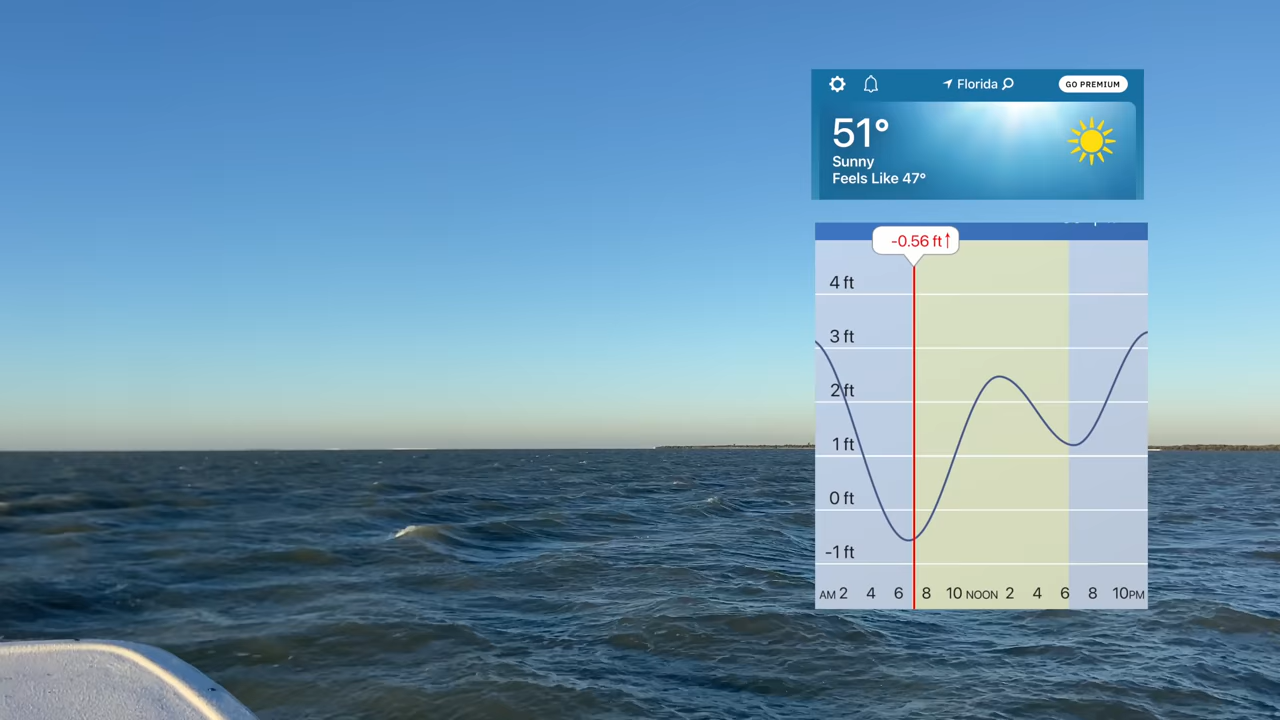 Florida GO PREMIUM
51°
Sunny
Feels Like 47°
-0.56 ft↑
4 ft
3 ft
2 ft
1 ft
0 ft
-1 ft
AM 2 4 6 8 10 NOON 2 4 6 8 10PM